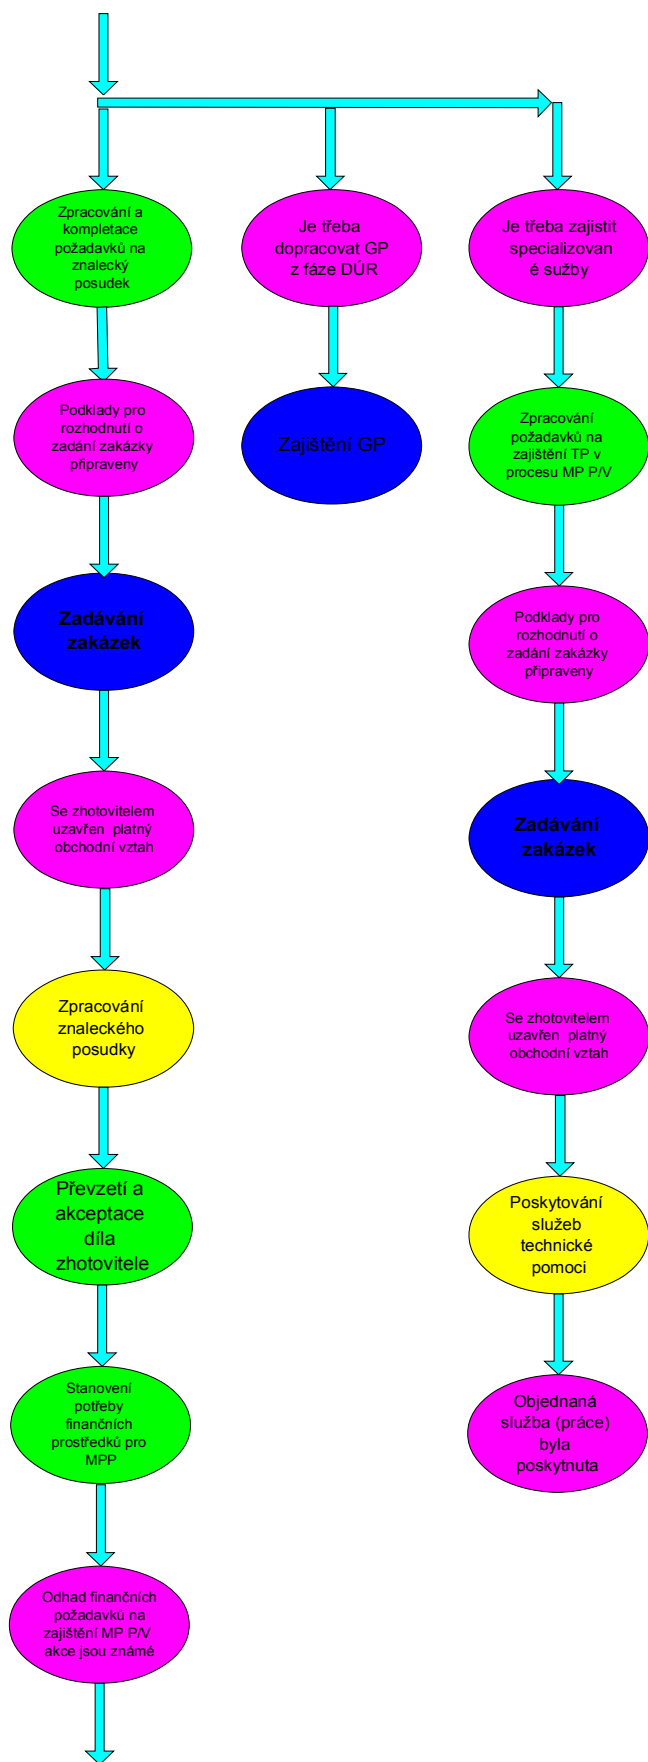 Zpracování a
kompletace
požadavků na
znalecký
posudek
Podklady pro
rozhodnutí o
zadání zakázky
připraveny
Zadávání
zakázek
Se zhotovitelem
uzavřen platný
obchodní vztah
Zpracování
znaleckého
posudky
Převzetí a
akceptace
díla
zhotovitele
Stanovení
potřeby
finančních
prostředků pro
MPP
Odhad finančních
požadavků na
zajištění MP P/V
akce jsou známé
Je třeba
dopracovat GP
z fáze DÚR
Zajištění GP
Je třeba zajistit
specializovan
é sužby
Zpracování
požadavků na
zajištění TP v
procesu MP P/V
Podklady pro
rozhodnutí o
zadání zakázky
připraveny
Zadávání
zakázek
Se zhotovitelem
uzavřen platný
obchodní vztah
Poskytování
služeb
technické
pomoci
Objednaná
služba (práce)
byla
poskytnuta